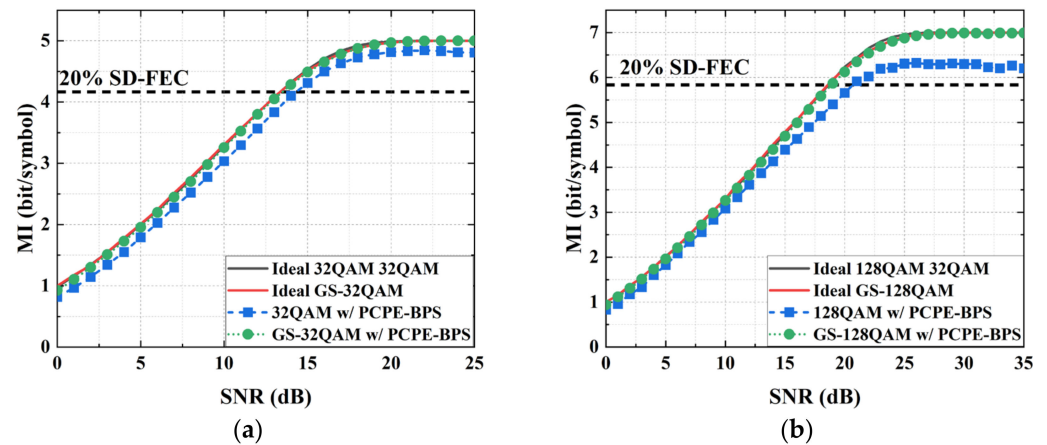 5
4
3
2
1
0
MI (bit/symbol)
20% SD-FEC
Ideal 32QAM 32QAM
Ideal GS-32QAM
32QAM w/ PCPE-BPS
GS-32QAM w/ PCPE-BPS
0 5 10 15 20 25
SNR (dB)
(a)
7
6
5
4
3
2
1
0
MI (bit/symbol)
20% SD-FEC
Ideal 128QAM 32QAM
Ideal GS-128QAM
128QAM w/ PCPE-BPS
GS-128QAM w/ PCPE-BPS
0 5 10 15 20 25 30 35
SNR (dB)
(b)